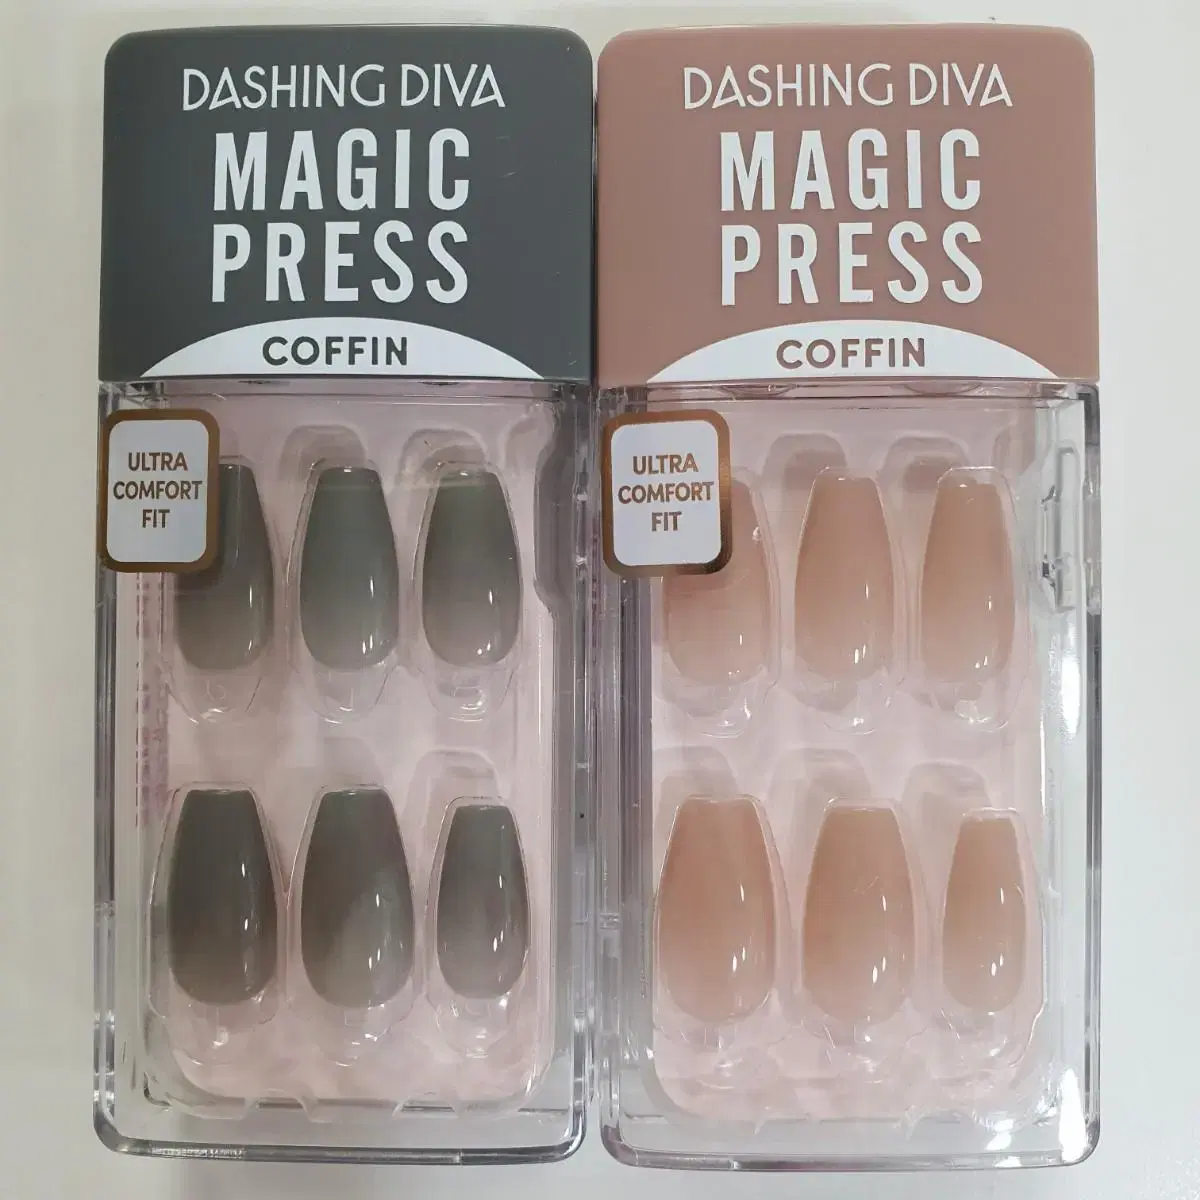 DASHING DIVA
MAGIC
PRESS
COFFIN
ULTRA
COMFORT
FIT
DASHING DIVA
MAGIC
PRESS
COFFIN
ULTRA
COMFORT
FIT